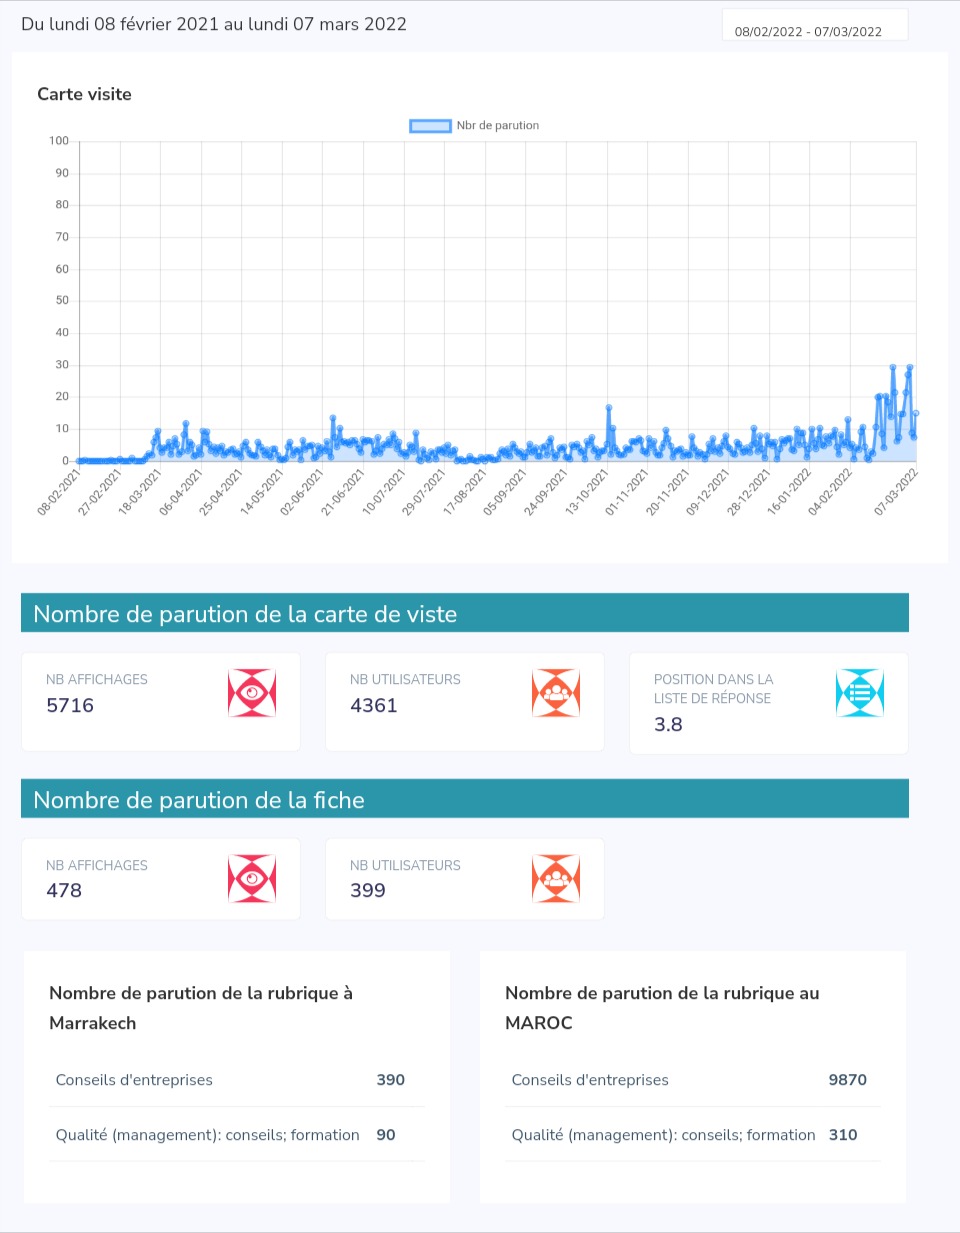 Du lundi 08 février 2021 au lundi 07 mars 2022
08/02/2022 - 07/03/2022
Carte visite
Nbr de parution
100
90
80
70
60
50
40
30
20
10
0
08-02-2021
27-02-2021
18-03-2021
06-04-2021
25-04-2021
14-05-2021
02-06-2021
21-06-2021
10-07-2021
29-07-2021
17-08-2021
05-09-2021
24-09-2021
13-10-2021
01-11-2021
20-11-2021
09-12-2021
28-12-2021
16-01-2022
04-02-2022
07-03-2022
Nombre de parution de la carte de viste
NB AFFICHAGES
5716
NB UTILISATEURS
4361
POSITION DANS LA
LISTE DE RÉPONSE
3.8
Nombre de parution de la fiche
NB AFFICHAGES
478
NB UTILISATEURS
399
Nombre de parution de la rubrique à
Marrakech
Conseils d'entreprises 390
Qualité (management): conseils; formation 90
Nombre de parution de la rubrique au
MAROC
Conseils d'entreprises 9870
Qualité (management): conseils; formation 310